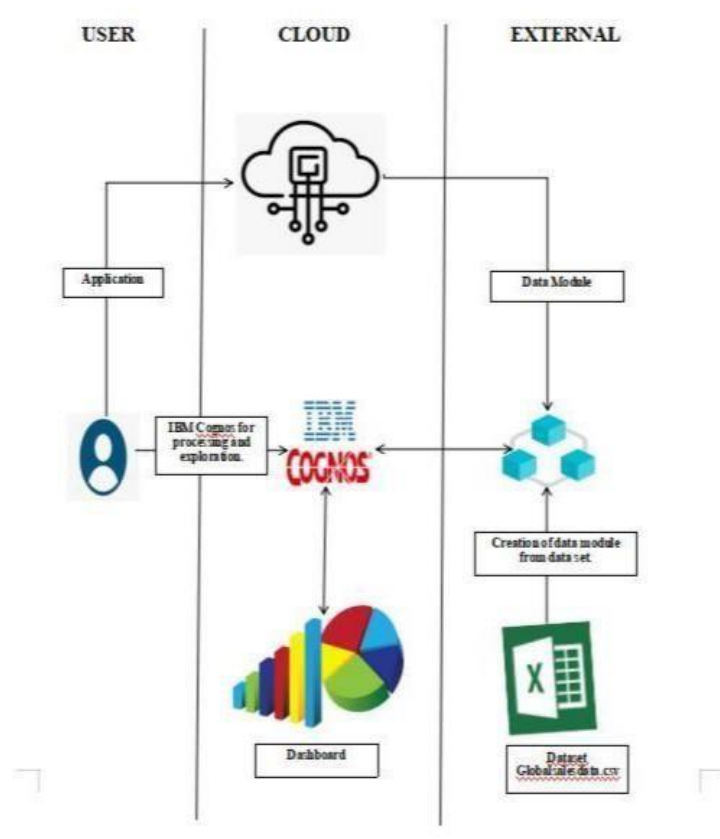 USER
CLOUD
EXTERNAL
Application
Data Module
IBM Cognos for
processing and
exploration.
IBM
COGNOS
Creation of data module
from data set
X
Dashboard
Dataset
Globalsalesdata.csv